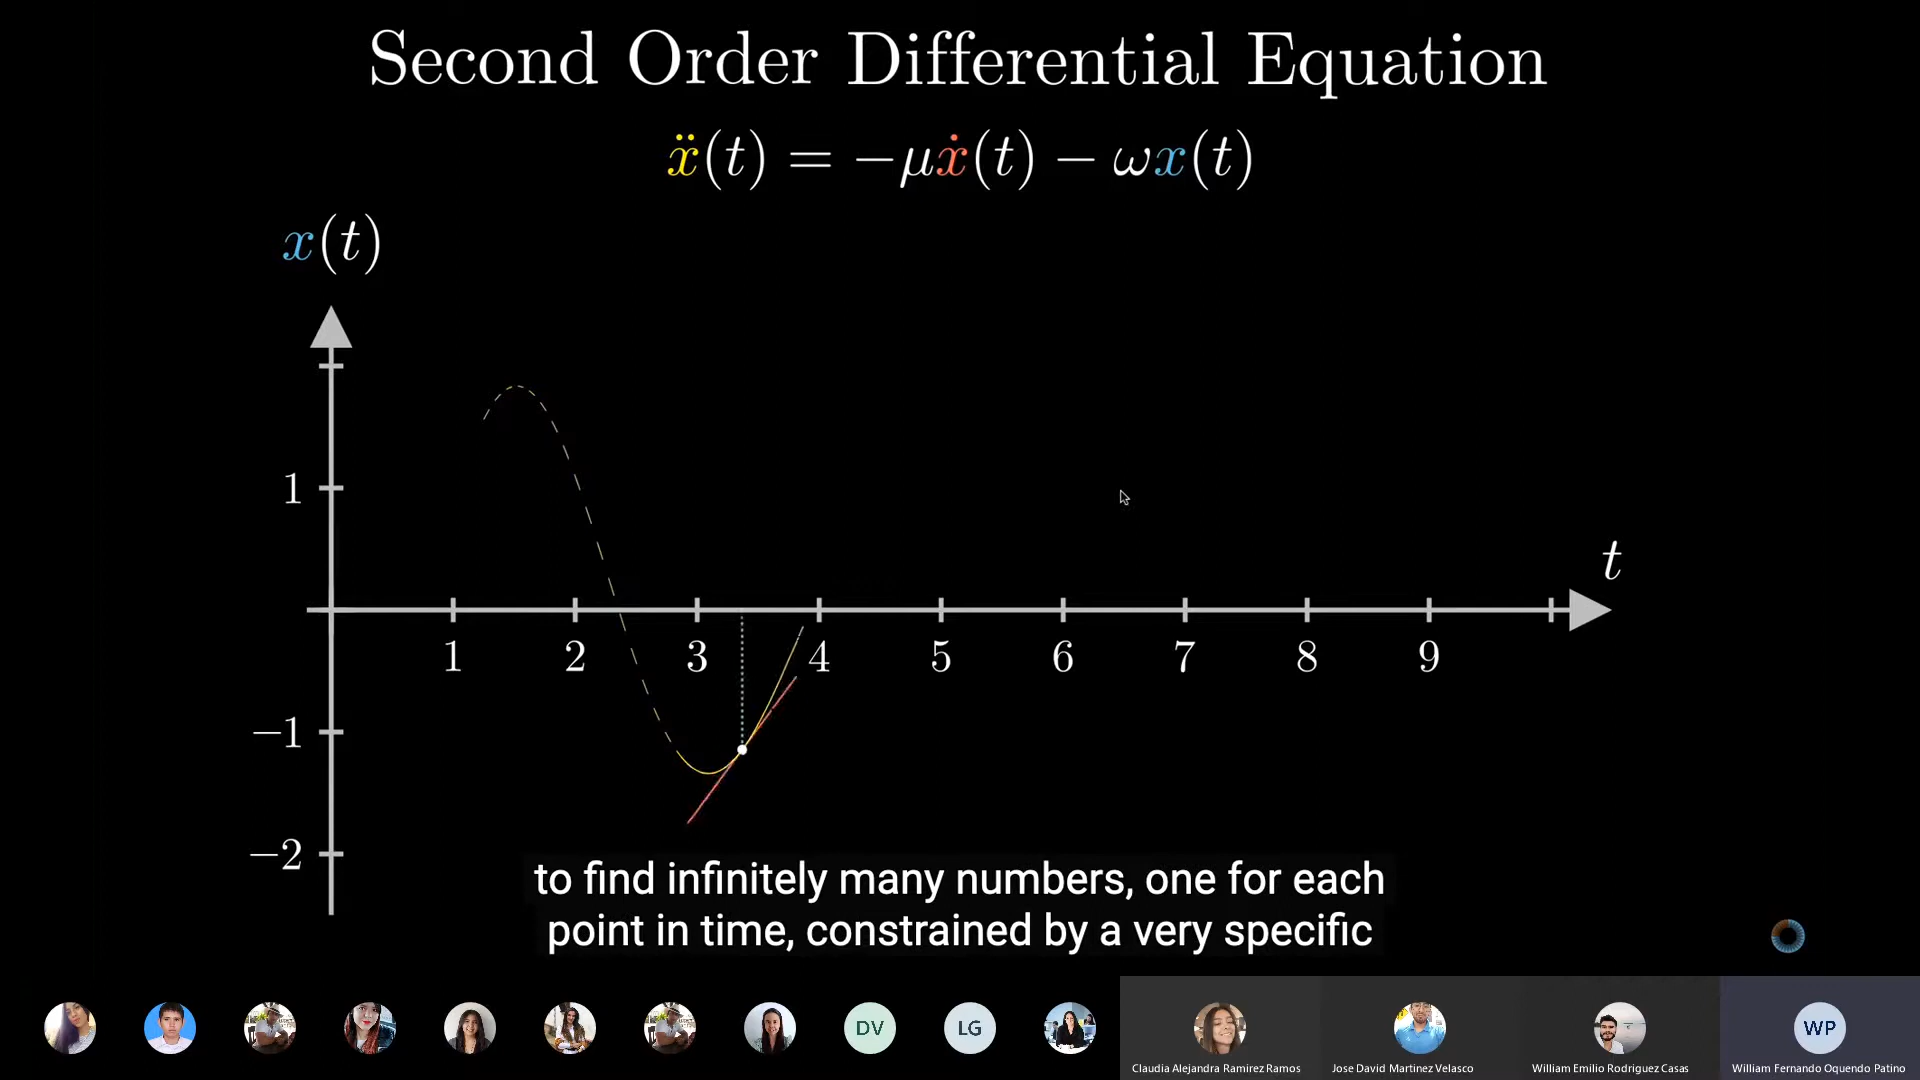 Second Order Differential Equation
ẍ(t) = −µẋ(t) − ωx(t)
x(t)
1
t
1 2 3 4 5 6 7 8 9
−1
−2
to find infinitely many numbers, one for each
point in time, constrained by a very specific
DV LG WP
Claudia Alejandra Ramirez Ramos Jose David Martinez Velasco William Emilio Rodriguez Casas William Fernando Oquendo Patino